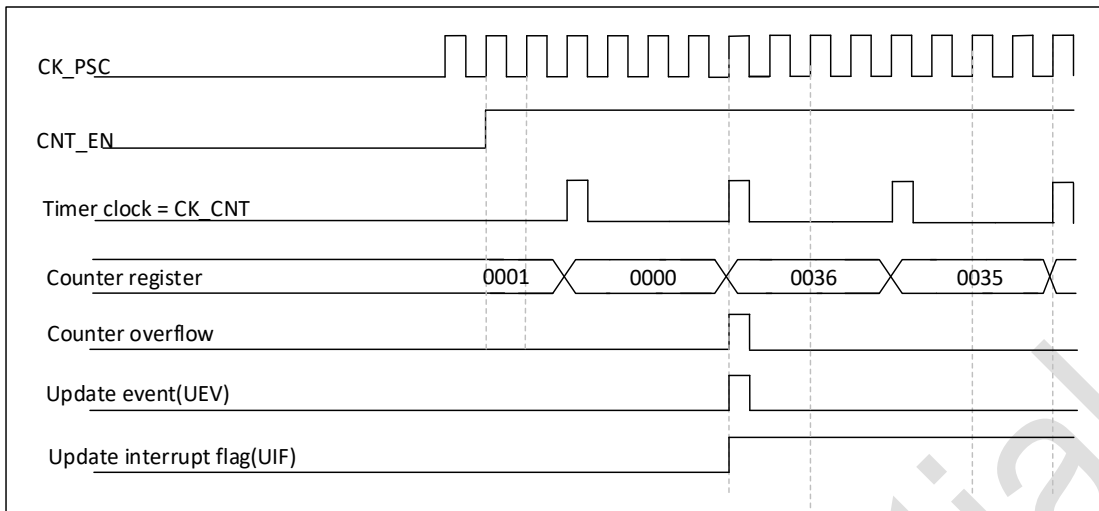 CK_PSC
CNT_EN
Timer clock = CK_CNT
Counter register 0001 0000 0036 0035
Counter overflow
Update event(UEV)
Update interrupt flag(UIF)